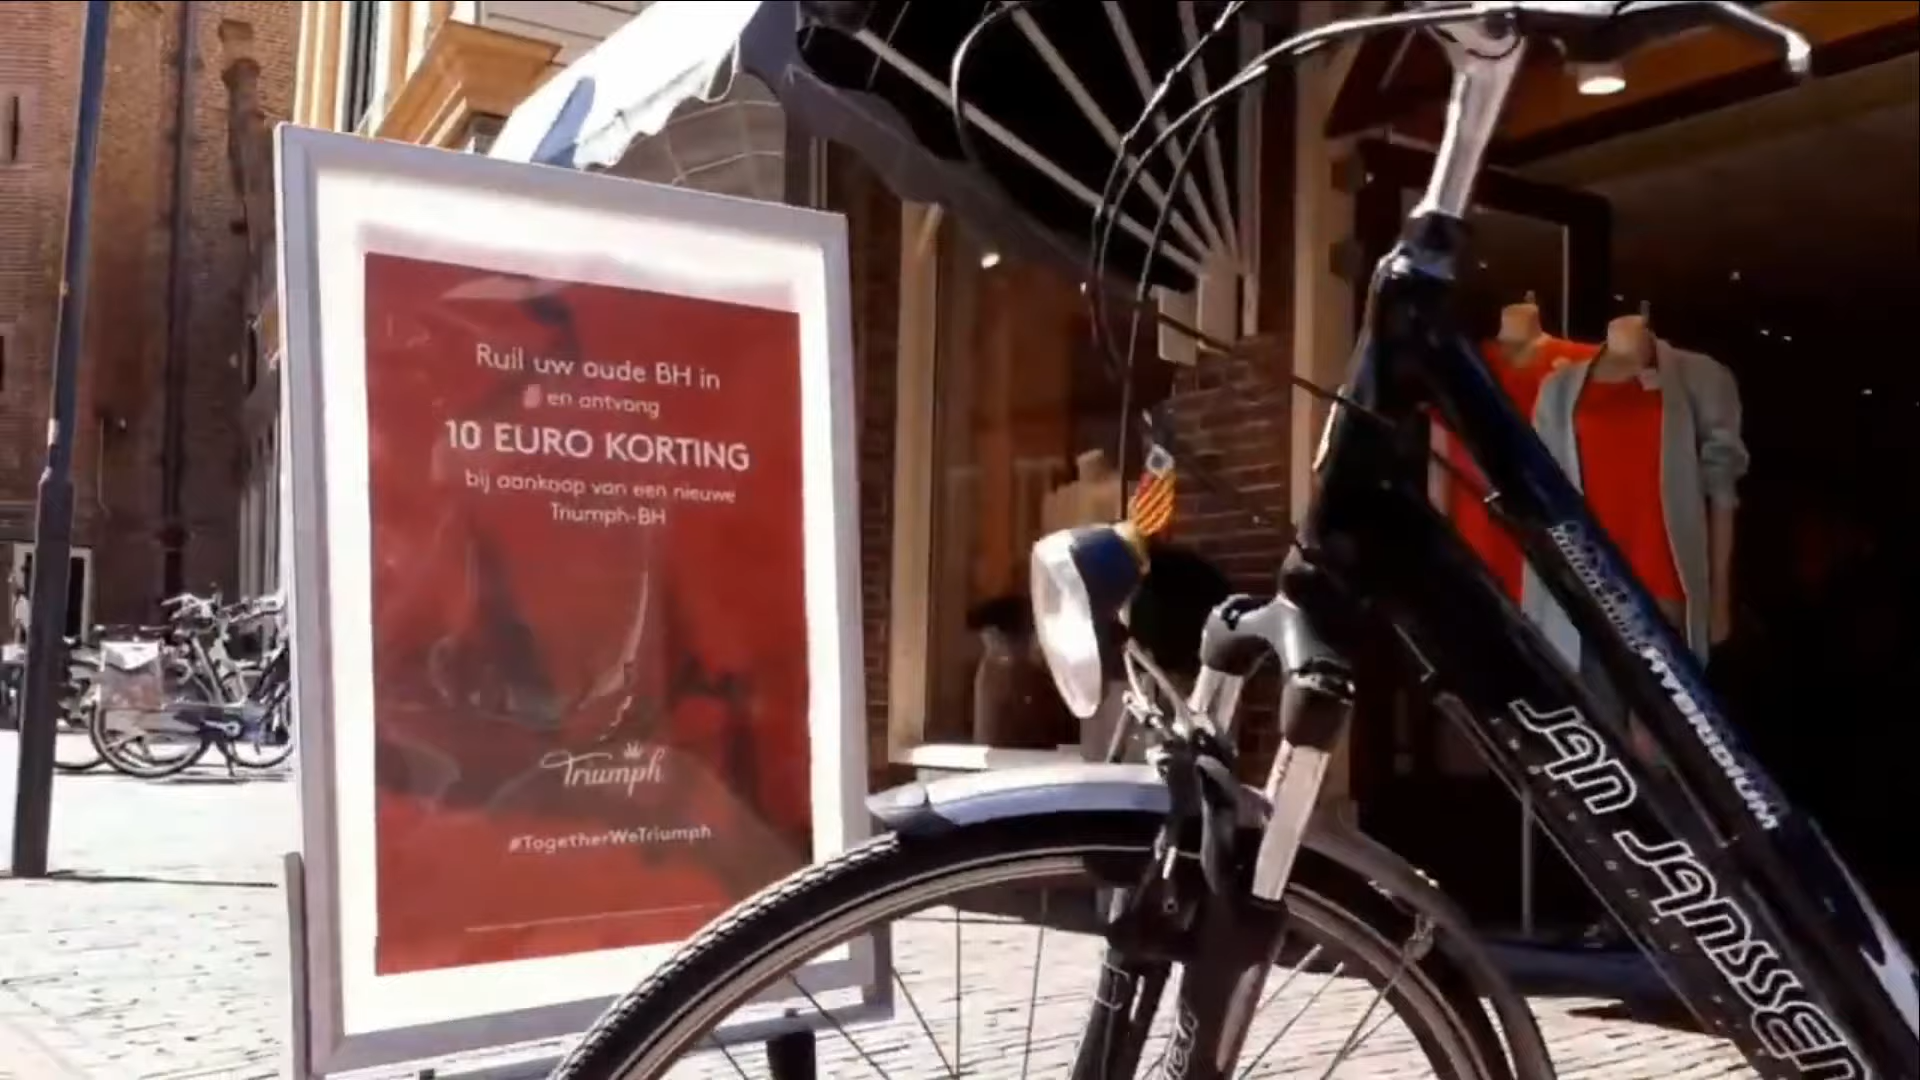 Ruil uw oude BH in
en ontvang
10 EURO KORTING
bij aankoop van een nieuwe
Triumph-BH
Triumph
#TogetherWeTriumph
JAN JANSSEN
HYBRIDIUM